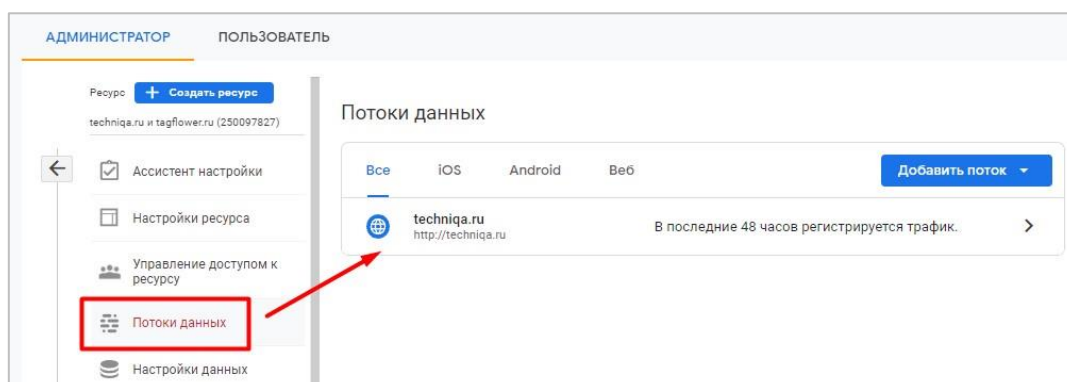 АДМИНИСТРАТОР ПОЛЬЗОВАТЕЛЬ
Ресурс + Создать ресурс
techniqa.ru и tagflower.ru (250097827)
Ассистент настройки
Настройки ресурса
Управление доступом к
ресурсу
Потоки данных
Настройки данных
Потоки данных
Все iOS Android Веб Добавить поток
techniqa.ru
http://techniqa.ru
В последние 48 часов регистрируется трафик.